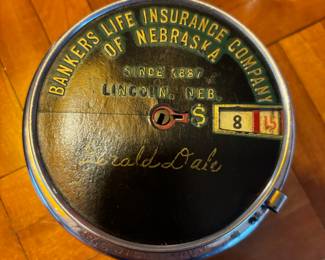 BANKERS LIFE INSURANCE COMPANY
OF NEBRASKA
SINCE 1887
LINCOLN, NEB.
$ 8 15
Gerald Dale